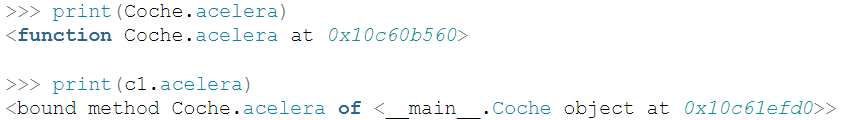 >>> print(Coche.acelera)
<function Coche.acelera at 0x10c60b560>
>>> print(c1.acelera)
<bound method Coche.acelera of <__main__.Coche object at 0x10c61efd0>>